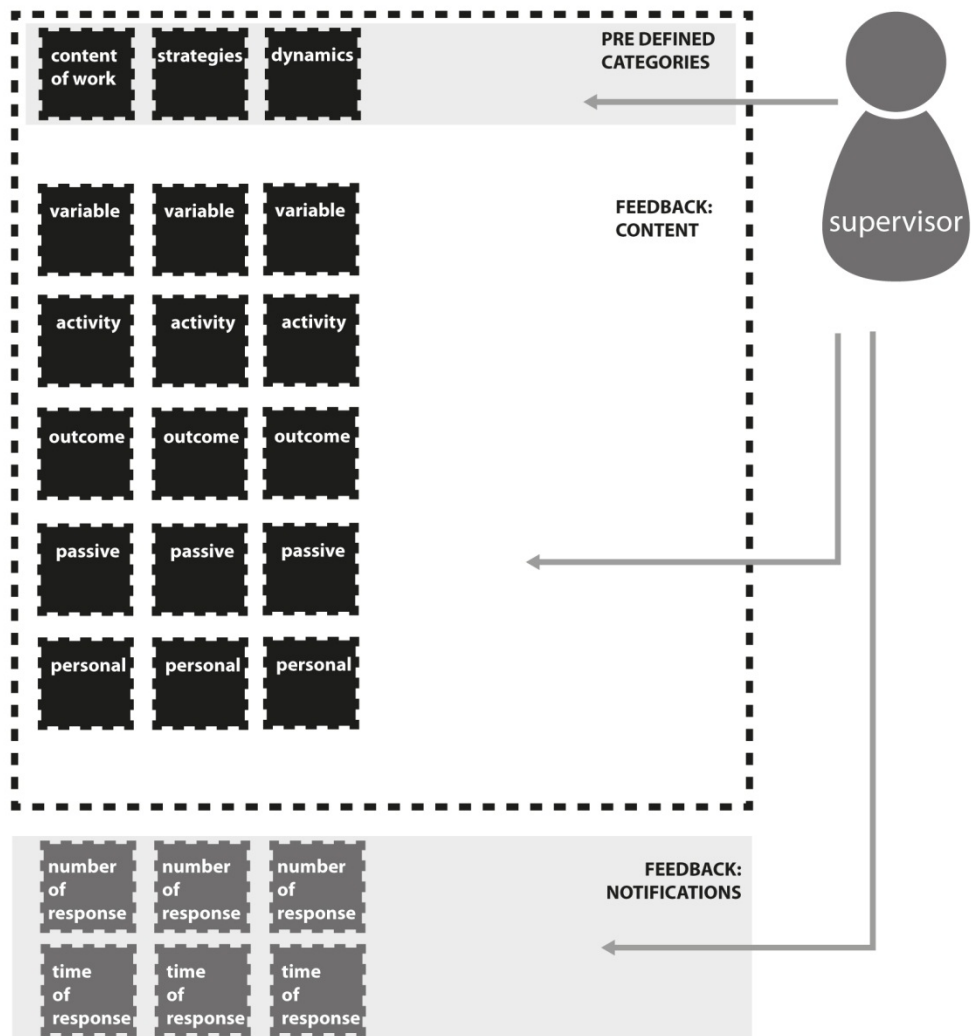 content
of work
strategies
dynamics
PRE DEFINED
CATEGORIES
supervisor
variable
variable
variable
FEEDBACK:
CONTENT
activity
activity
activity
outcome
outcome
outcome
passive
passive
passive
personal
personal
personal
number
of
response
number
of
response
number
of
response
FEEDBACK:
NOTIFICATIONS
time
of
response
time
of
response
time
of
response